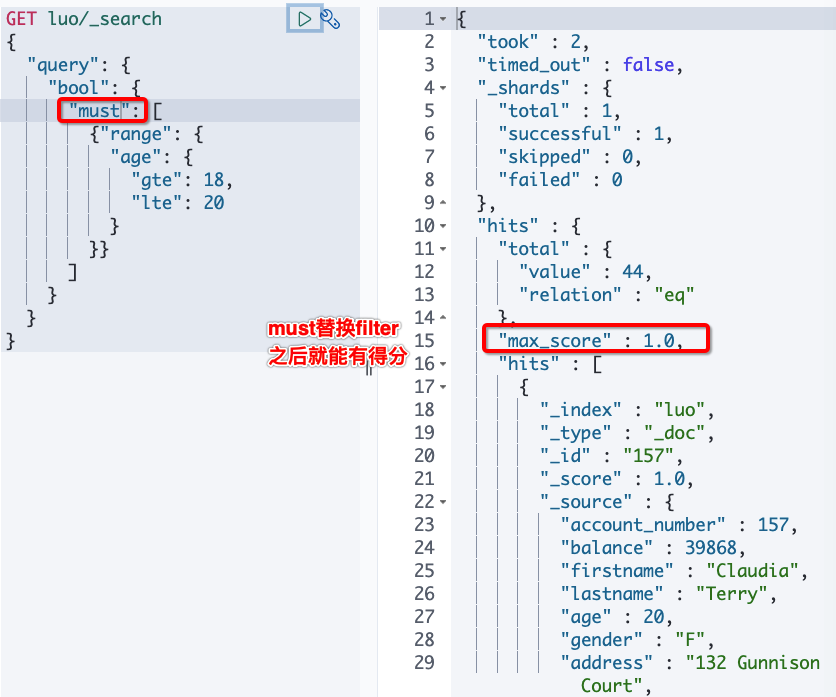 GET luo/_search
{
"query": {
"bool": {
"must": [
{"range": {
"age": {
"gte": 18,
"lte": 20
}
}}
]
}
}
}
must替换filter
之后就能有得分
1 {
2 "took" : 2,
3 "timed_out" : false,
4 "_shards" : {
5 "total" : 1,
6 "successful" : 1,
7 "skipped" : 0,
8 "failed" : 0
9 },
10 "hits" : {
11 "total" : {
12 "value" : 44,
13 "relation" : "eq"
14 },
15 "max_score" : 1.0,
16 "hits" : [
17 {
18 "_index" : "luo",
19 "_type" : "_doc",
20 "_id" : "157",
21 "_score" : 1.0,
22 "_source" : {
23 "account_number" : 157,
24 "balance" : 39868,
25 "firstname" : "Claudia",
26 "lastname" : "Terry",
27 "age" : 20,
28 "gender" : "F",
29 "address" : "132 Gunnison
Court",